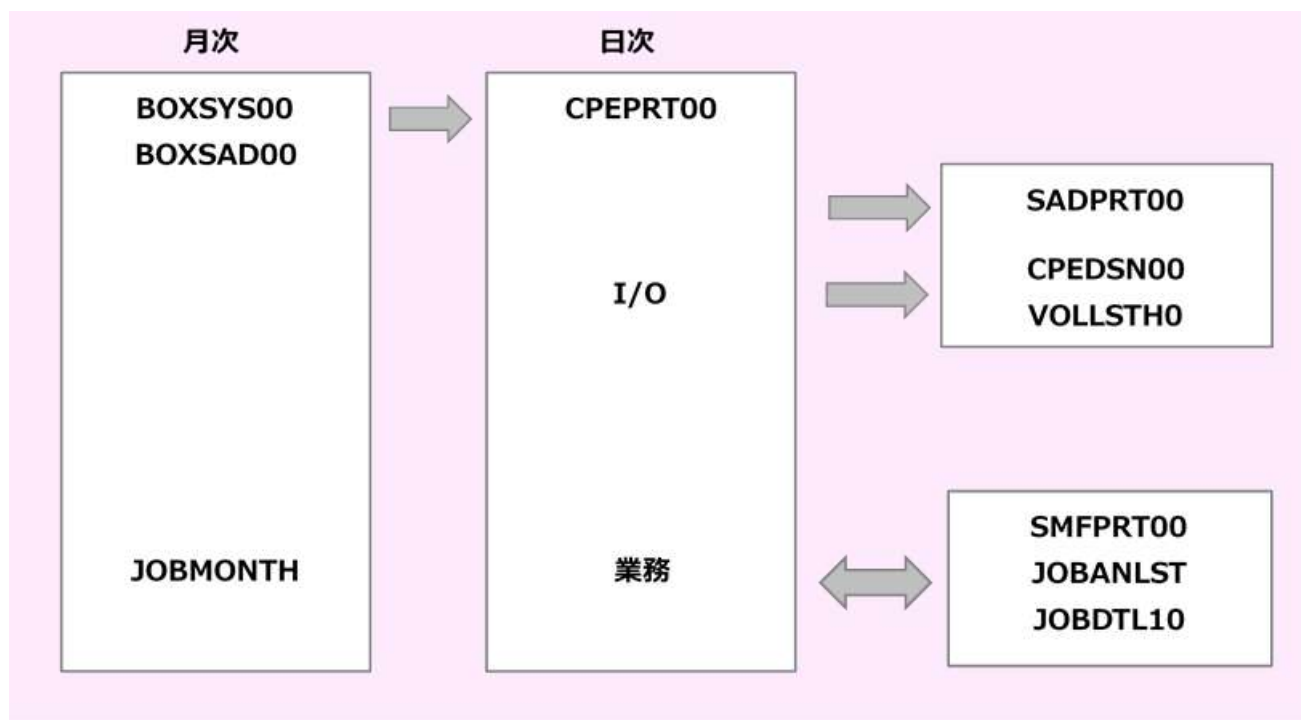 月次
BOXSYS00
BOXSAD00
JOBMONTH
日次
CPEPRT00
I/O
業務
SADPRT00
CPEDSN00
VOLLSTH0
SMFPRT00
JOBANLST
JOBDTL10